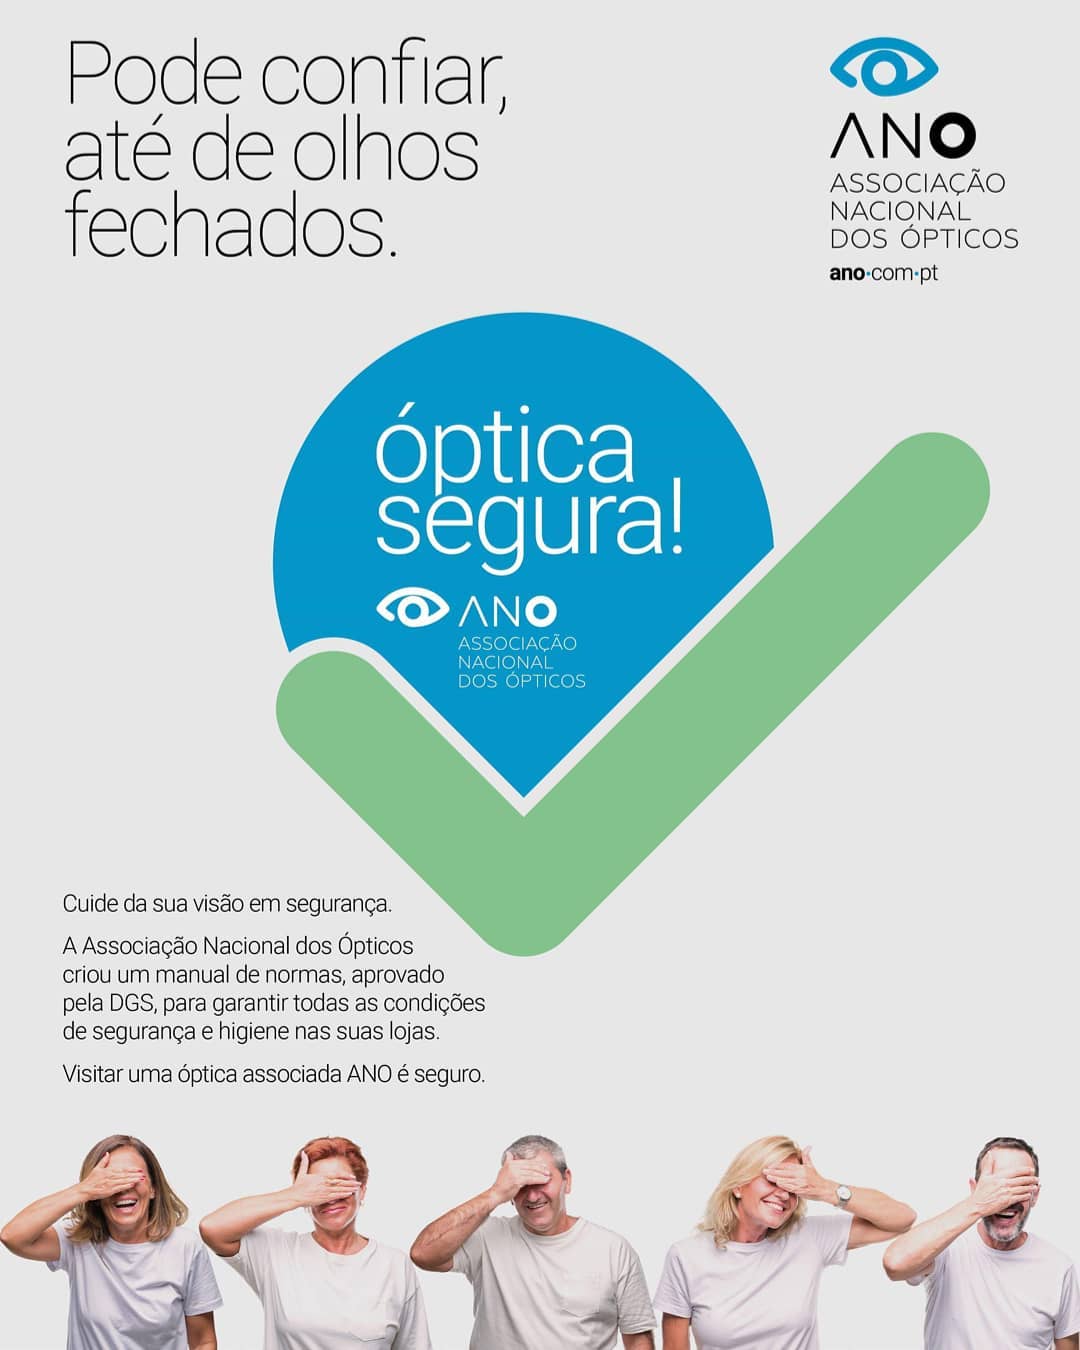 Pode confiar,
até de olhos
fechados.
ANO
ASSOCIAÇÃO
NACIONAL
DOS ÓPTICOS
ano•com•pt
óptica
segura!
ANO
ASSOCIAÇÃO
NACIONAL
DOS ÓPTICOS
Cuide da sua visão em segurança.
A Associação Nacional dos Ópticos
criou um manual de normas, aprovado
pela DGS, para garantir todas as condições
de segurança e higiene nas suas lojas.
Visitar uma óptica associada ANO é seguro.